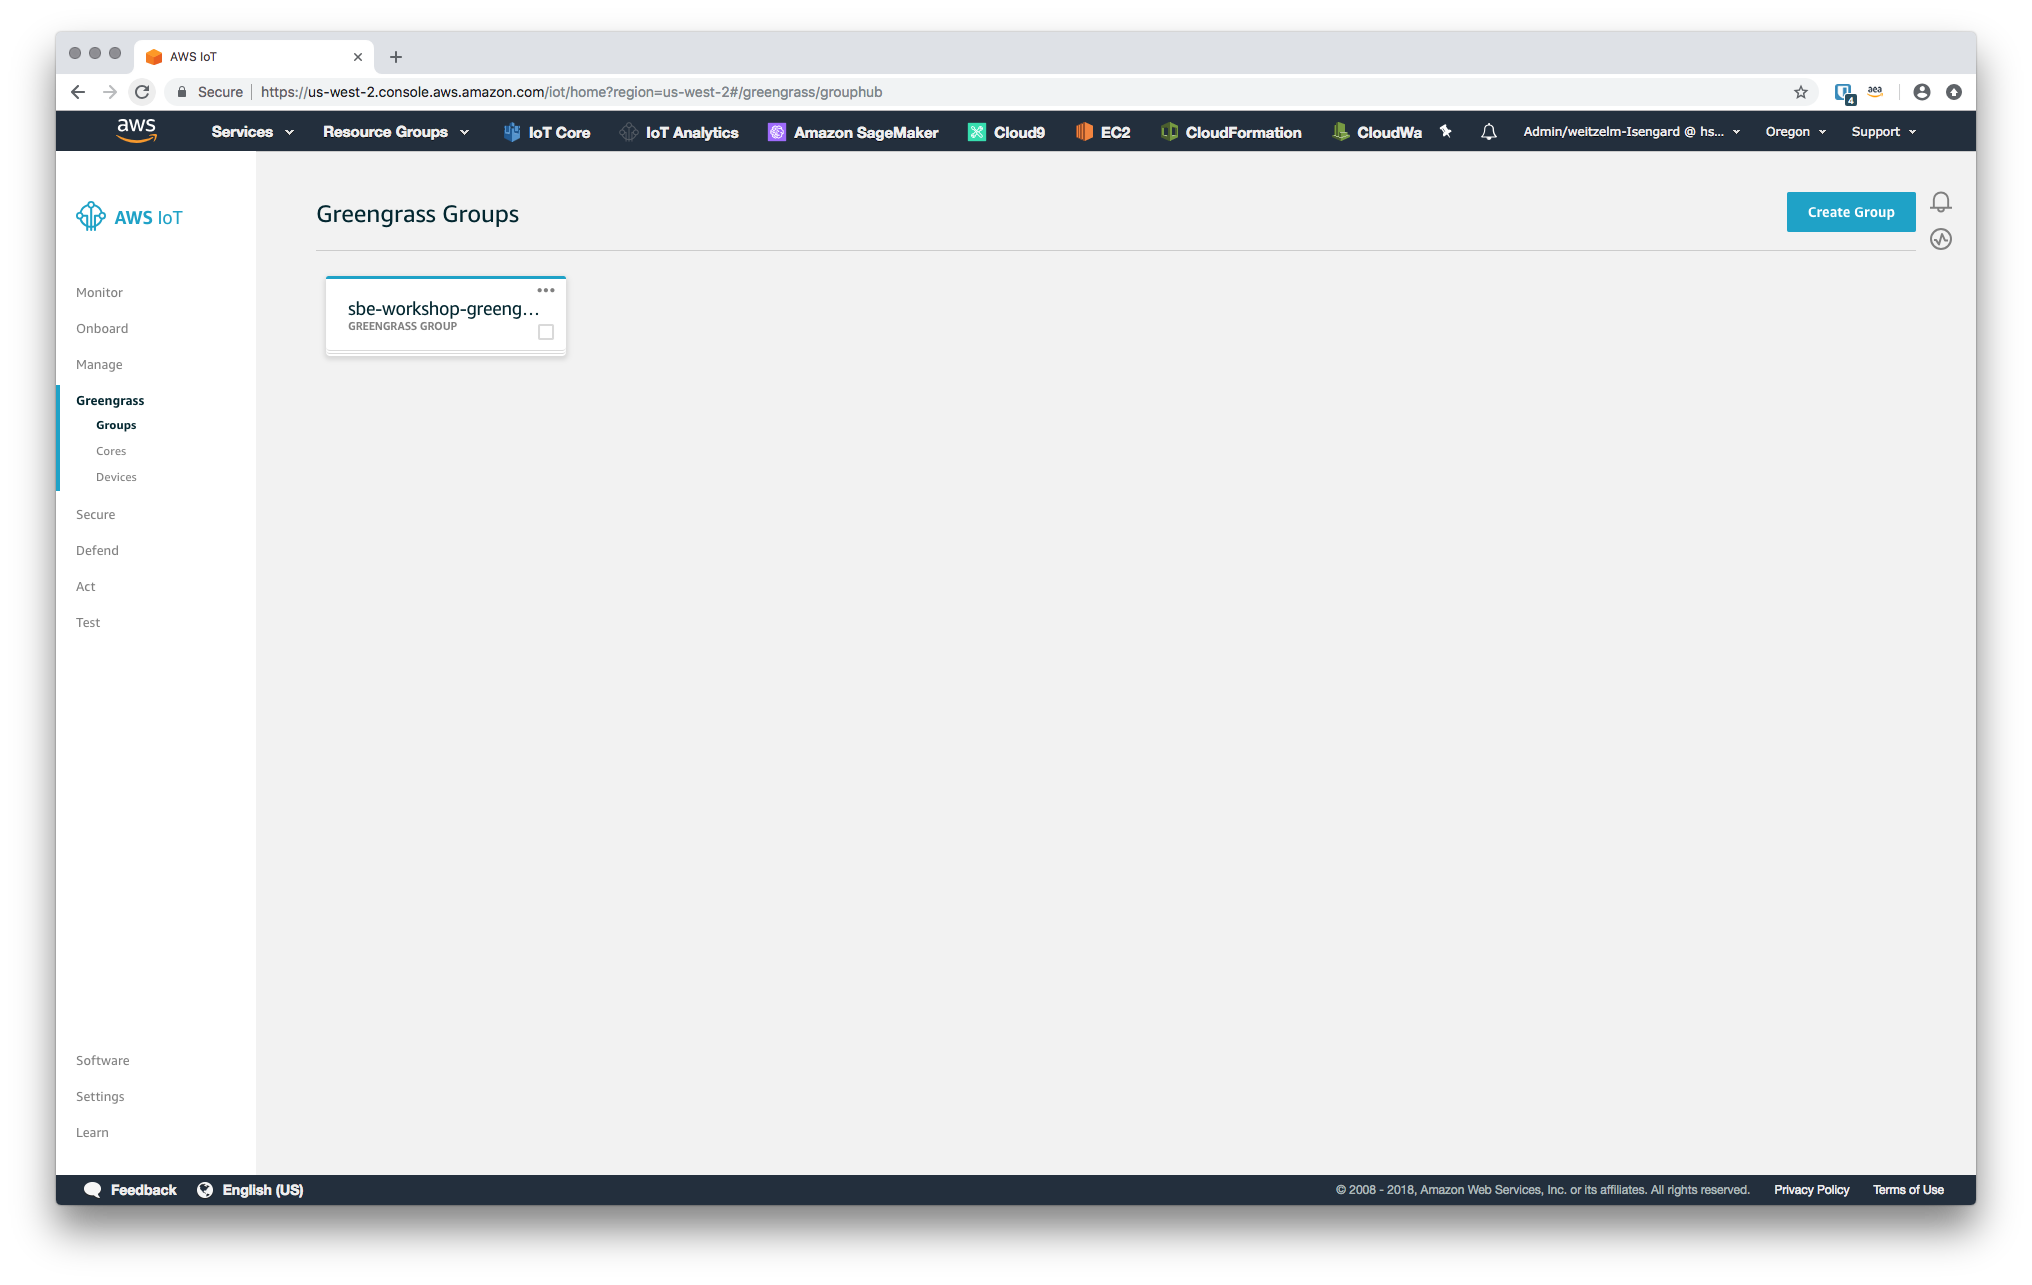 AWS IoT
Secure https://us-west-2.console.aws.amazon.com/iot/home?region=us-west-2#/greengrass/grouphub
4
aea
aws Services Resource Groups IoT Core IoT Analytics Amazon SageMaker Cloud9 EC2 CloudFormation CloudWa Admin/weitzelm-Isengard @ hs... Oregon Support
AWS IoT
Monitor
Onboard
Manage
Greengrass
Groups
Cores
Devices
Secure
Defend
Act
Test
Software
Settings
Learn
Greengrass Groups
Create Group
sbe-workshop-greeng...
GREENGRASS GROUP
Feedback English (US) © 2008 - 2018, Amazon Web Services, Inc. or its affiliates. All rights reserved. Privacy Policy Terms of Use